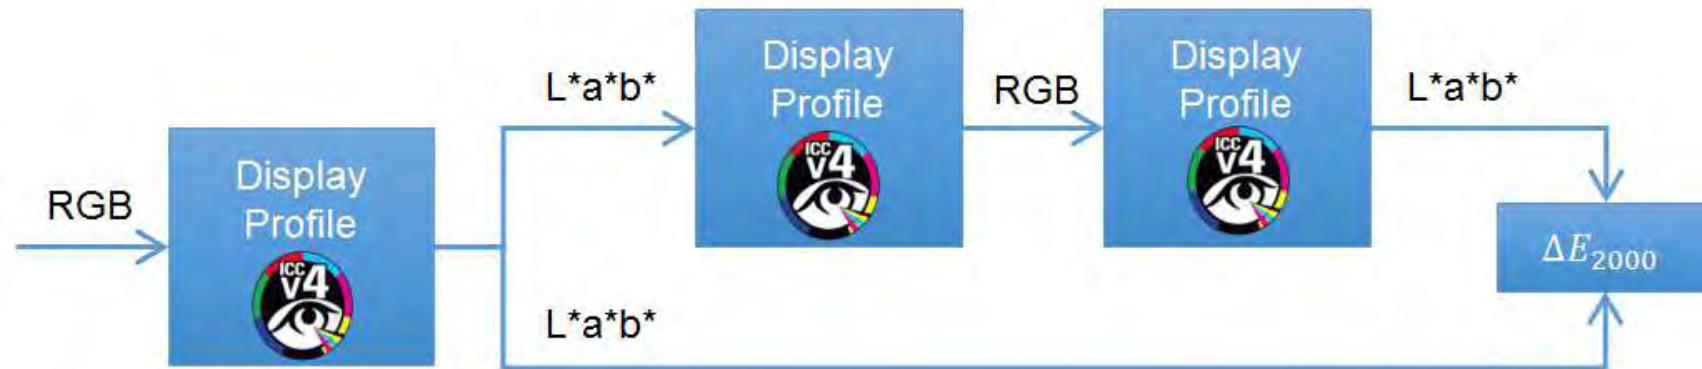 RGB
Display
Profile
ICC
V4
L*a*b*
L*a*b*
Display
Profile
ICC
V4
RGB
Display
Profile
ICC
V4
L*a*b*
ΔE₂₀₀₀